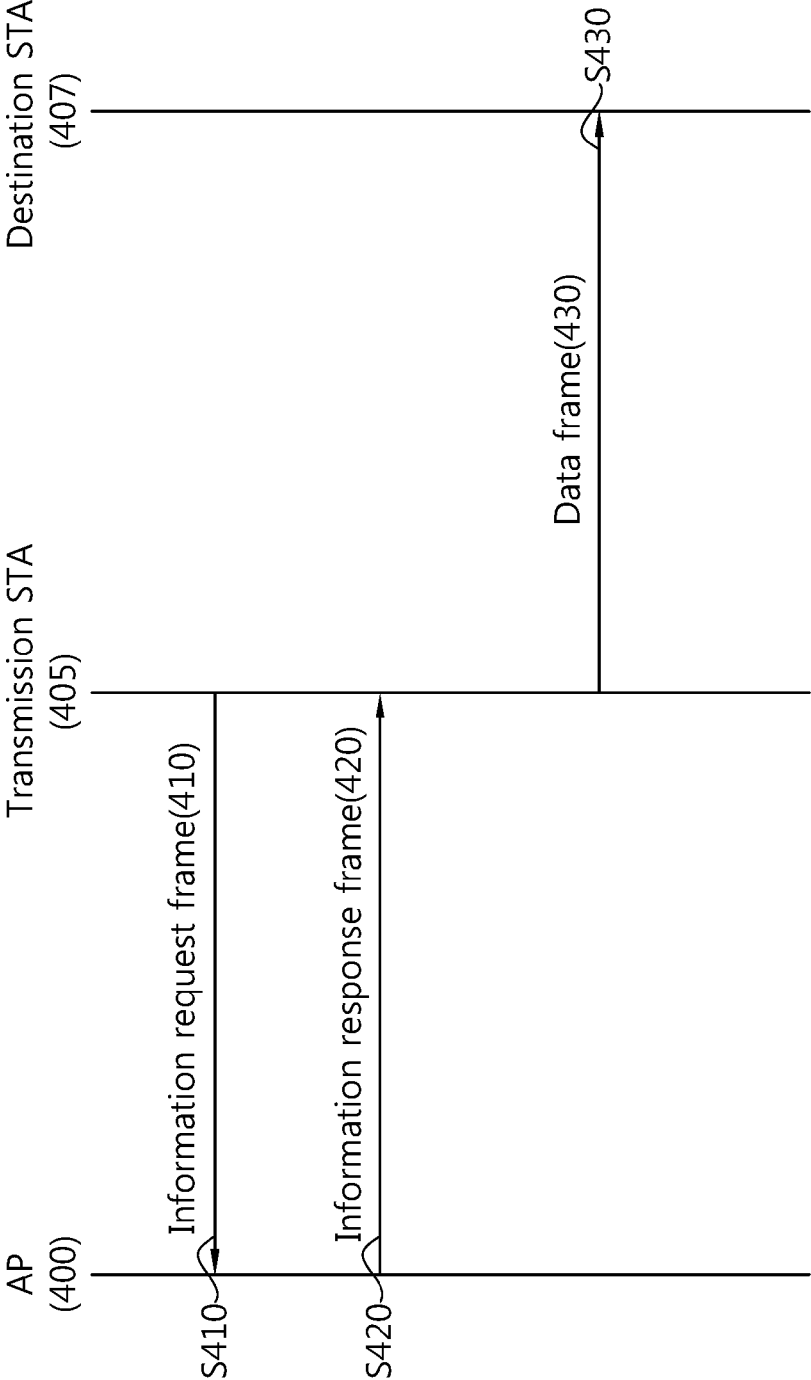 AP
(400)
Transmission STA
(405)
Destination STA
(407)
Information request frame(410)
S410
Information response frame(420)
S420
Data frame(430)
S430